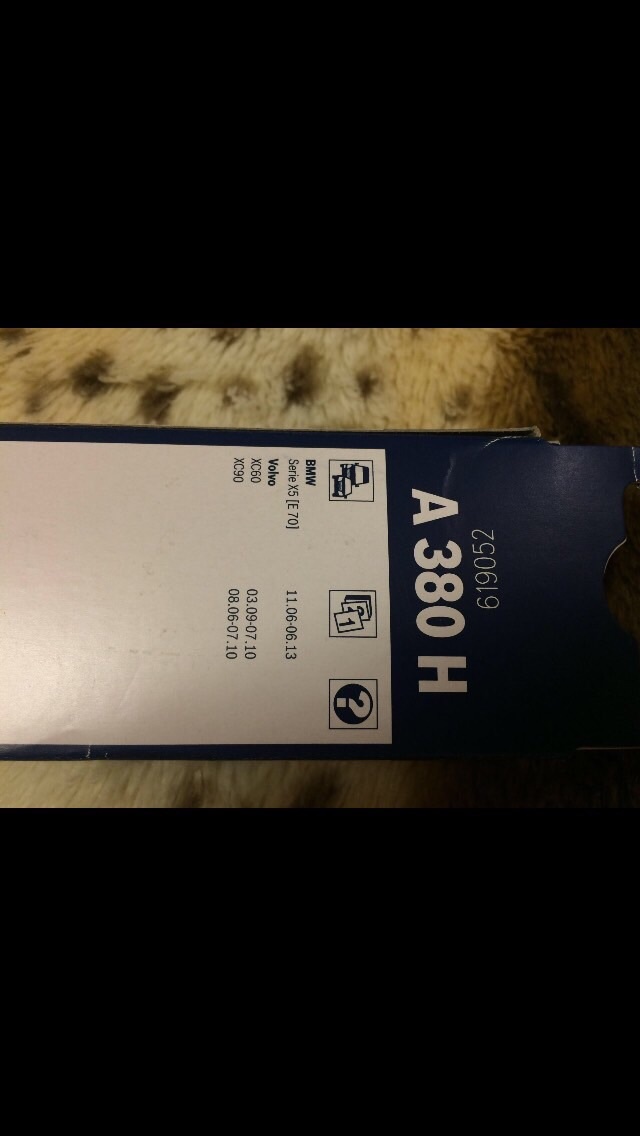 619052
A 380 H
BMW
Serie X5 [E 70] 11.06-06.13
Volvo
XC60 03.09-07.10
XC90 08.06-07.10